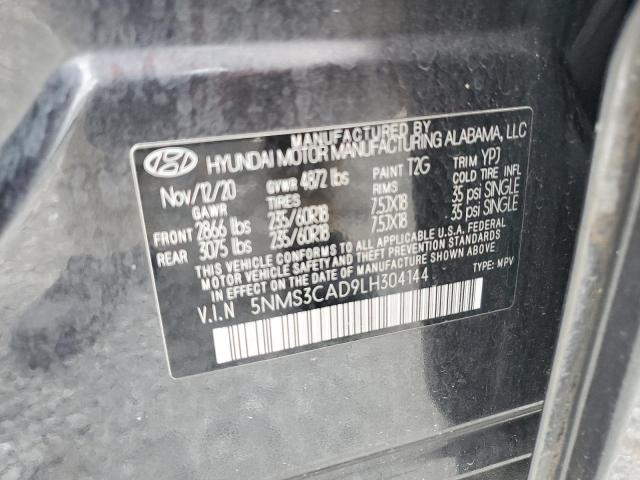 MANUFACTURED BY
HYUNDAI MOTOR MANUFACTURING ALABAMA, LLC
Nov/12/20 GVWR 4872 lbs PAINT T2G TRIM YPJ
GAWR TIRES RIMS COLD TIRE INFL
FRONT 2866 lbs 235/60R18 7.5JX18 35 psi SINGLE
REAR 3075 lbs 235/60R18 7.5JX18 35 psi SINGLE
THIS VEHICLE CONFORMS TO ALL APPLICABLE U.S.A. FEDERAL
MOTOR VEHICLE SAFETY AND BUMPER STANDARDS
IN EFFECT ON THE DATE OF MANUFACTURE SHOWN ABOVE.
V.I.N 5NMS3CAD9LH304144 TYPE: MPV